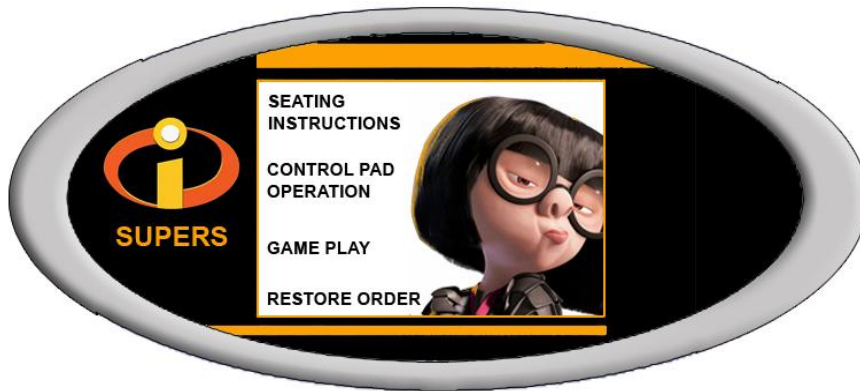 SEATING
INSTRUCTIONS
CONTROL PAD
OPERATION
GAME PLAY
RESTORE ORDER
i
SUPERS